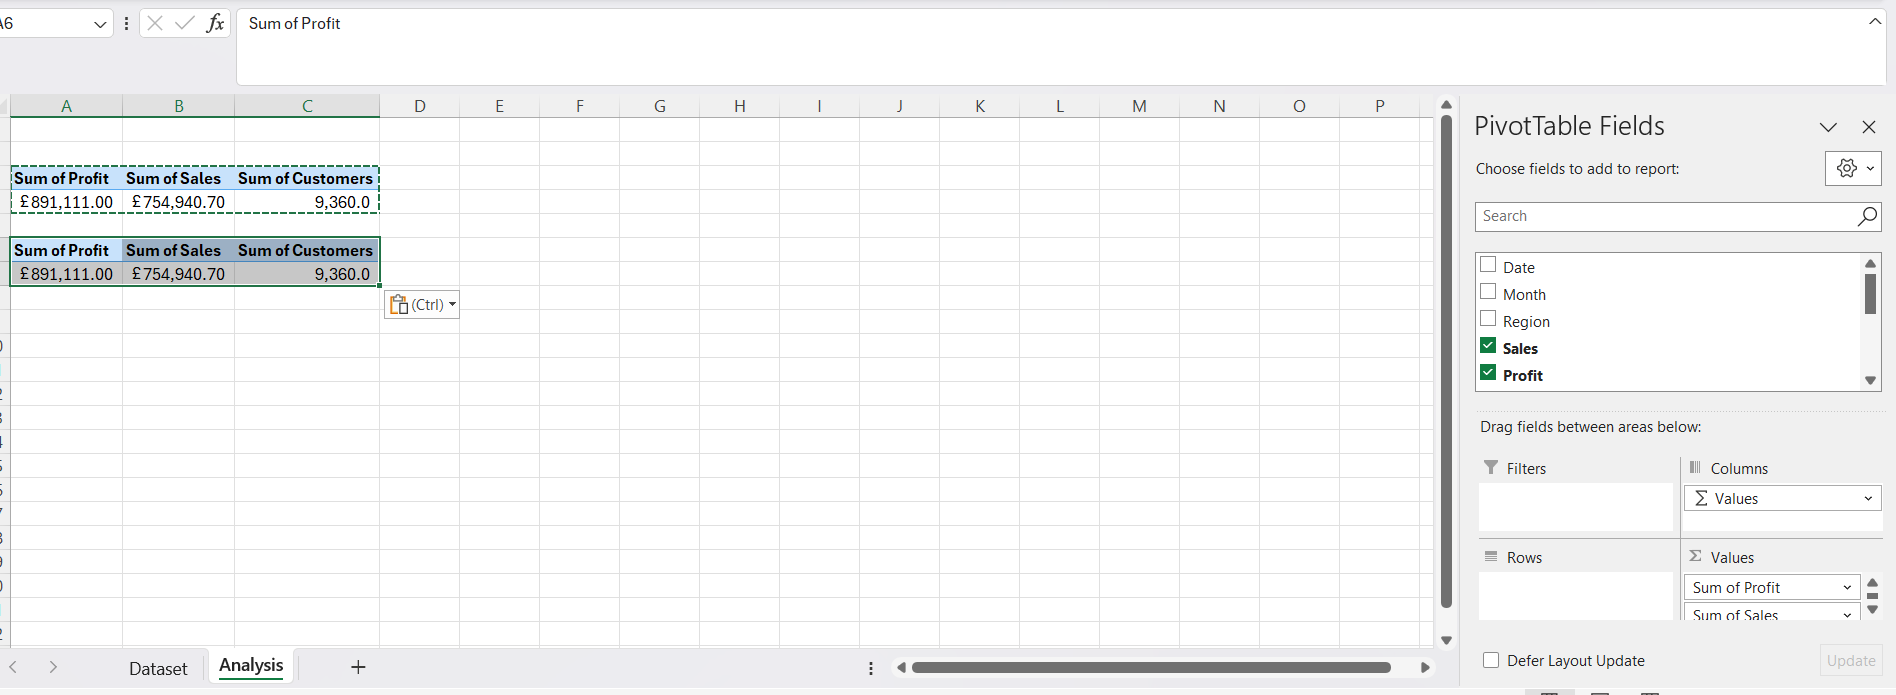 A6
fx
Sum of Profit
A B C D E F G H I J K L M N O P
Sum of Profit Sum of Sales Sum of Customers
£891,111.00 £754,940.70 9,360.0
Sum of Profit Sum of Sales Sum of Customers
£891,111.00 £754,940.70 9,360.0
(Ctrl)
Dataset Analysis +
PivotTable Fields
Choose fields to add to report:
Search
Date
Month
Region
Sales
Profit
Drag fields between areas below:
Filters
Columns
Σ Values
Rows
Σ Values
Sum of Profit
Sum of Sales
Defer Layout Update
Update